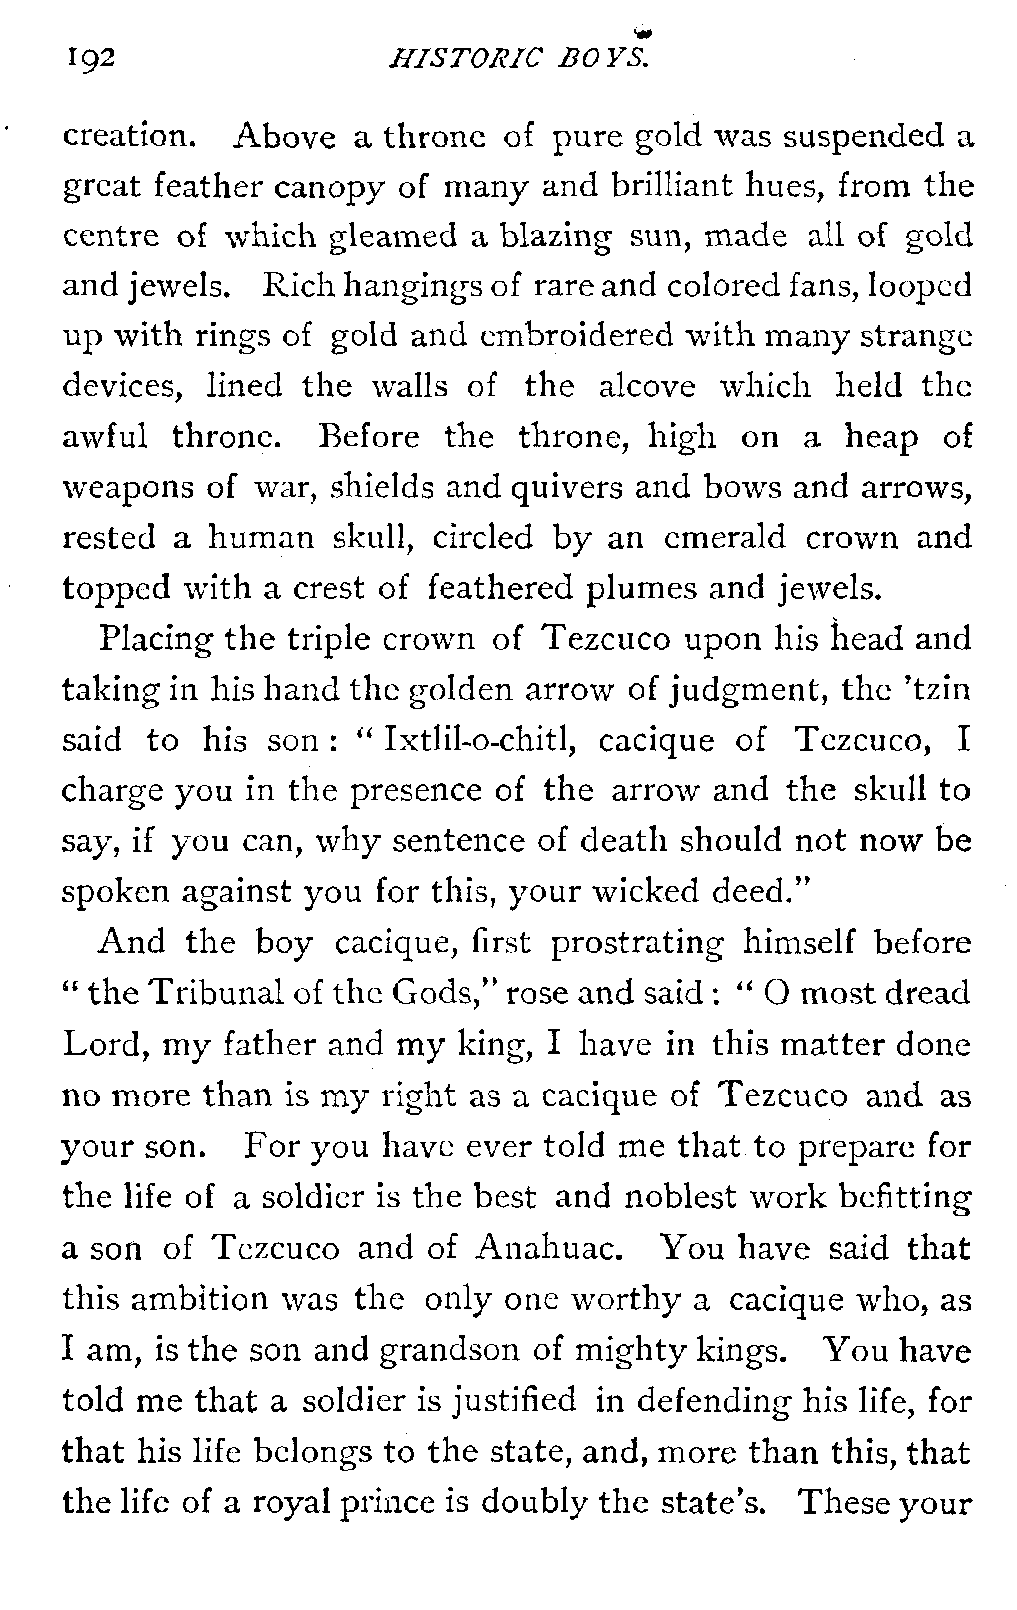 192 HISTORIC BOYS.
creation. Above a throne of pure gold was suspended a
great feather canopy of many and brilliant hues, from the
centre of which gleamed a blazing sun, made all of gold
and jewels. Rich hangings of rare and colored fans, looped
up with rings of gold and embroidered with many strange
devices, lined the walls of the alcove which held the
awful throne. Before the throne, high on a heap of
weapons of war, shields and quivers and bows and arrows,
rested a human skull, circled by an emerald crown and
topped with a crest of feathered plumes and jewels.
Placing the triple crown of Tezcuco upon his head and
taking in his hand the golden arrow of judgment, the 'tzin
said to his son : " Ixtlil-o-chitl, cacique of Tezcuco, I
charge you in the presence of the arrow and the skull to
say, if you can, why sentence of death should not now be
spoken against you for this, your wicked deed."
And the boy cacique, first prostrating himself before
" the Tribunal of the Gods," rose and said : " O most dread
Lord, my father and my king, I have in this matter done
no more than is my right as a cacique of Tezcuco and as
your son. For you have ever told me that to prepare for
the life of a soldier is the best and noblest work befitting
a son of Tezcuco and of Anahuac. You have said that
this ambition was the only one worthy a cacique who, as
I am, is the son and grandson of mighty kings. You have
told me that a soldier is justified in defending his life, for
that his life belongs to the state, and, more than this, that
the life of a royal prince is doubly the state's. These your